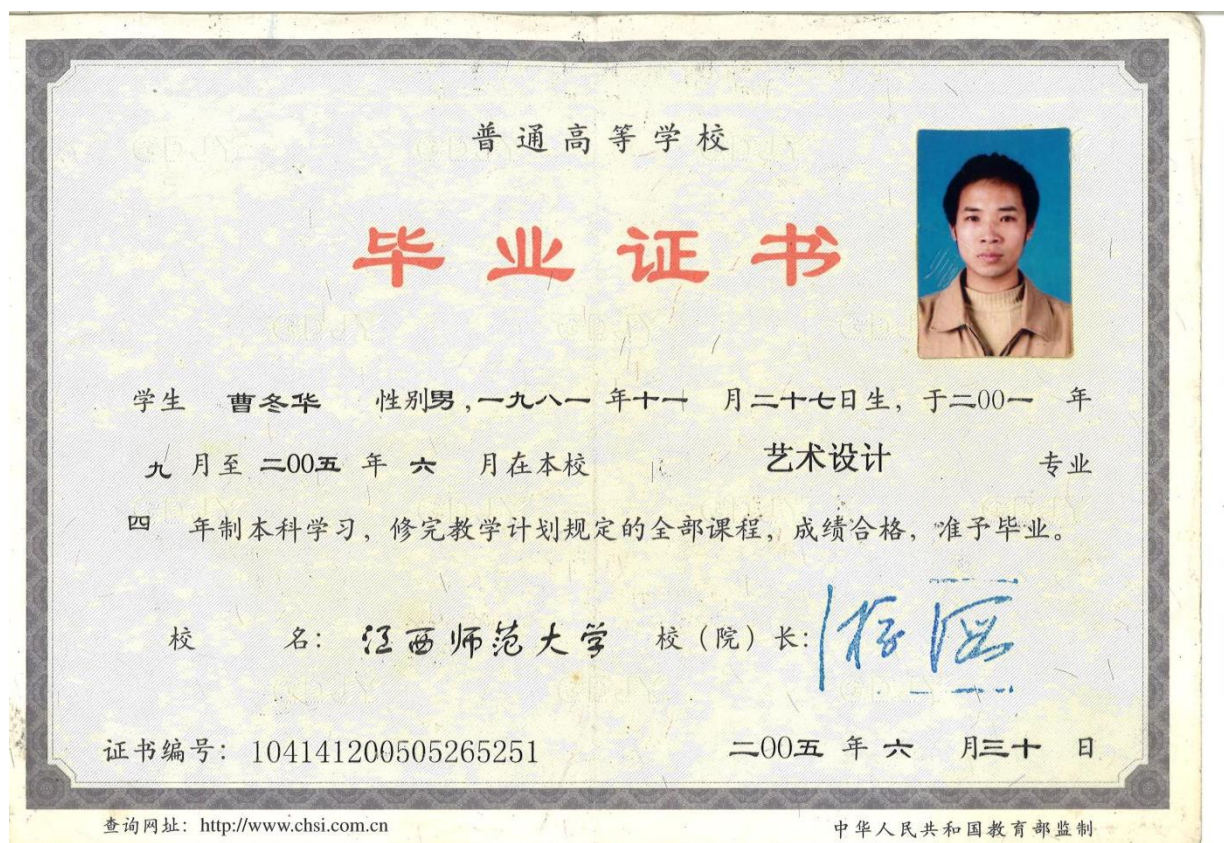 普通高等学校
毕业证书
学生 曹冬华 性别男,一九八一 年十一 月二十七日生, 于二00一 年
九 月至 二00五 年 六 月在本校 艺术设计 专业
四 年制本科学习, 修完教学计划规定的全部课程, 成绩合格, 准予毕业。
校 名: 江西师范大学 校(院)长:
证书编号: 104141200505265251 二00五 年 六 月三十 日
查询网址: http://www.chsi.com.cn 中华人民共和国教育部监制